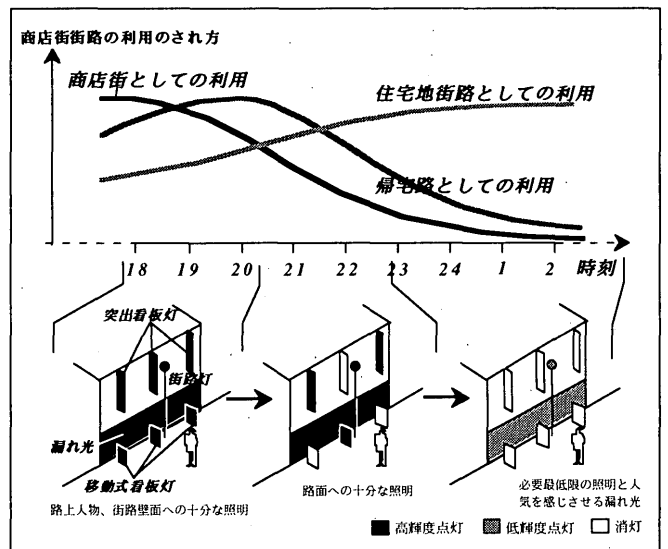 商店街街路の利用のされ方
商店街としての利用
住宅地街路としての利用
帰宅路としての利用
18 19 20 21 22 23 24 1 2 時刻
突出看板灯
街路灯
漏れ光
移動式看板灯
路上人物、街路壁面への十分な照明
路面への十分な照明
必要最低限の照明と人
気を感じさせる漏れ光
高輝度点灯 低輝度点灯 消灯